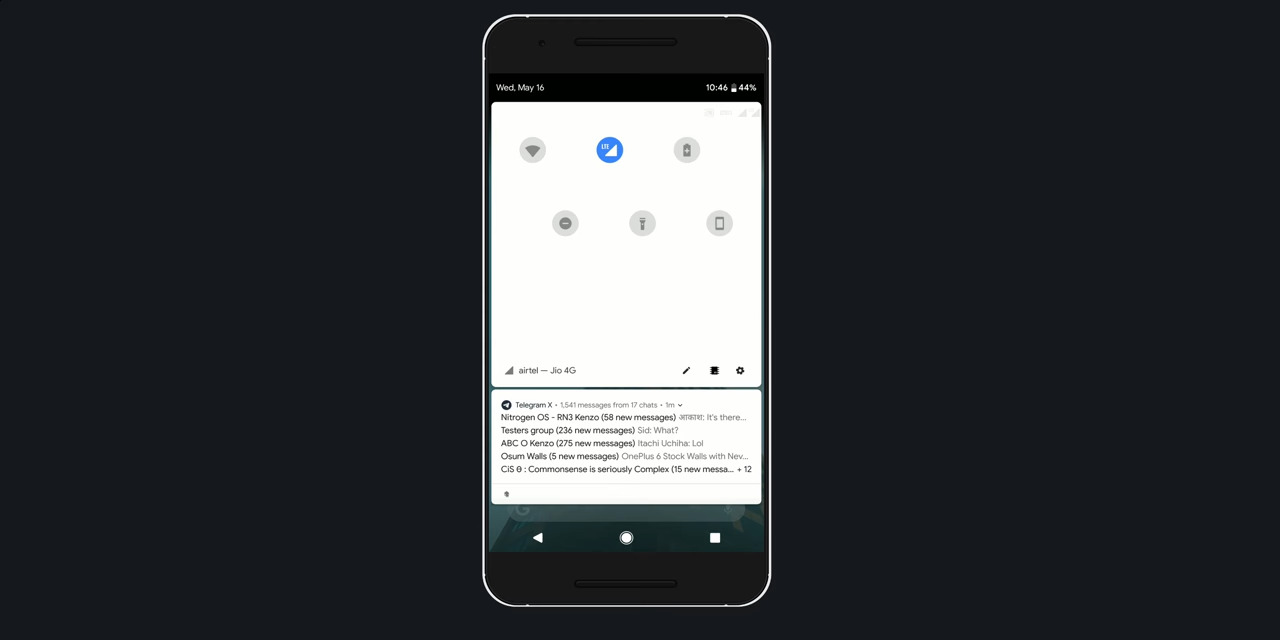 Wed, May 16
10:46 44%
LTE
airtel — Jio 4G
Telegram X • 1,541 messages from 17 chats • 1m
Nitrogen OS - RN3 Kenzo (58 new messages) आकाश: It's there...
Testers group (236 new messages) Sid: What?
ABC O Kenzo (275 new messages) Itachi Uchiha: Lol
Osum Walls (5 new messages) OnePlus 6 Stock Walls with Nev...
CiS Θ : Commonsense is seriously Complex (15 new messa... + 12
G